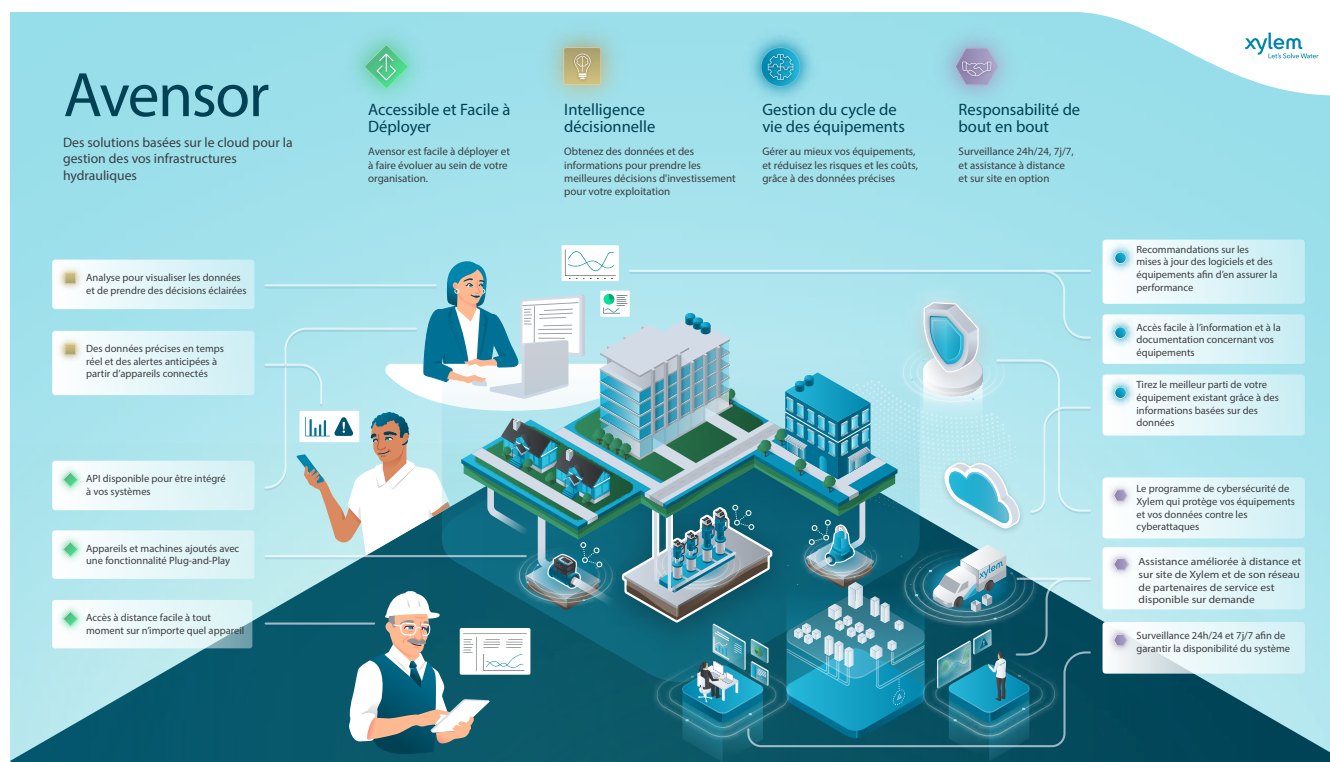 xylem
Let's Solve Water
Avensor
Des solutions basées sur le cloud pour la
gestion des vos infrastructures
hydrauliques
Accessible et Facile à
Déployer
Avensor est facile à déployer et
à faire évoluer au sein de votre
organisation.
Intelligence
décisionnelle
Obtenez des données et des
informations pour prendre les
meilleures décisions d'investissement
pour votre exploitation
Gestion du cycle de
vie des équipements
Gérer au mieux vos équipements,
et réduisez les risques et les coûts,
grâce à des données précises
Responsabilité de
bout en bout
Surveillance 24h/24, 7j/7,
et assistance à distance
et sur site en option
Analyse pour visualiser les données
et de prendre des décisions éclairées
Des données précises en temps
réel et des alertes anticipées à
partir d'appareils connectés
API disponible pour être intégré
à vos systèmes
Appareils et machines ajoutés avec
une fonctionnalité Plug-and-Play
Accès à distance facile à tout
moment sur n'importe quel appareil
Recommandations sur les
mises à jour des logiciels et des
équipements afin d'en assurer la
performance
Accès facile à l'information et à la
documentation concernant vos
équipements
Tirez le meilleur parti de votre
équipement existant grâce à des
informations basées sur des
données
Le programme de cybersécurité de
Xylem qui protège vos équipements
et vos données contre les
cyberattaques
Assistance améliorée à distance et
sur site de Xylem et de son réseau
de partenaires de service est
disponible sur demande
Surveillance 24h/24 et 7j/7 afin de
garantir la disponibilité du système
xylem